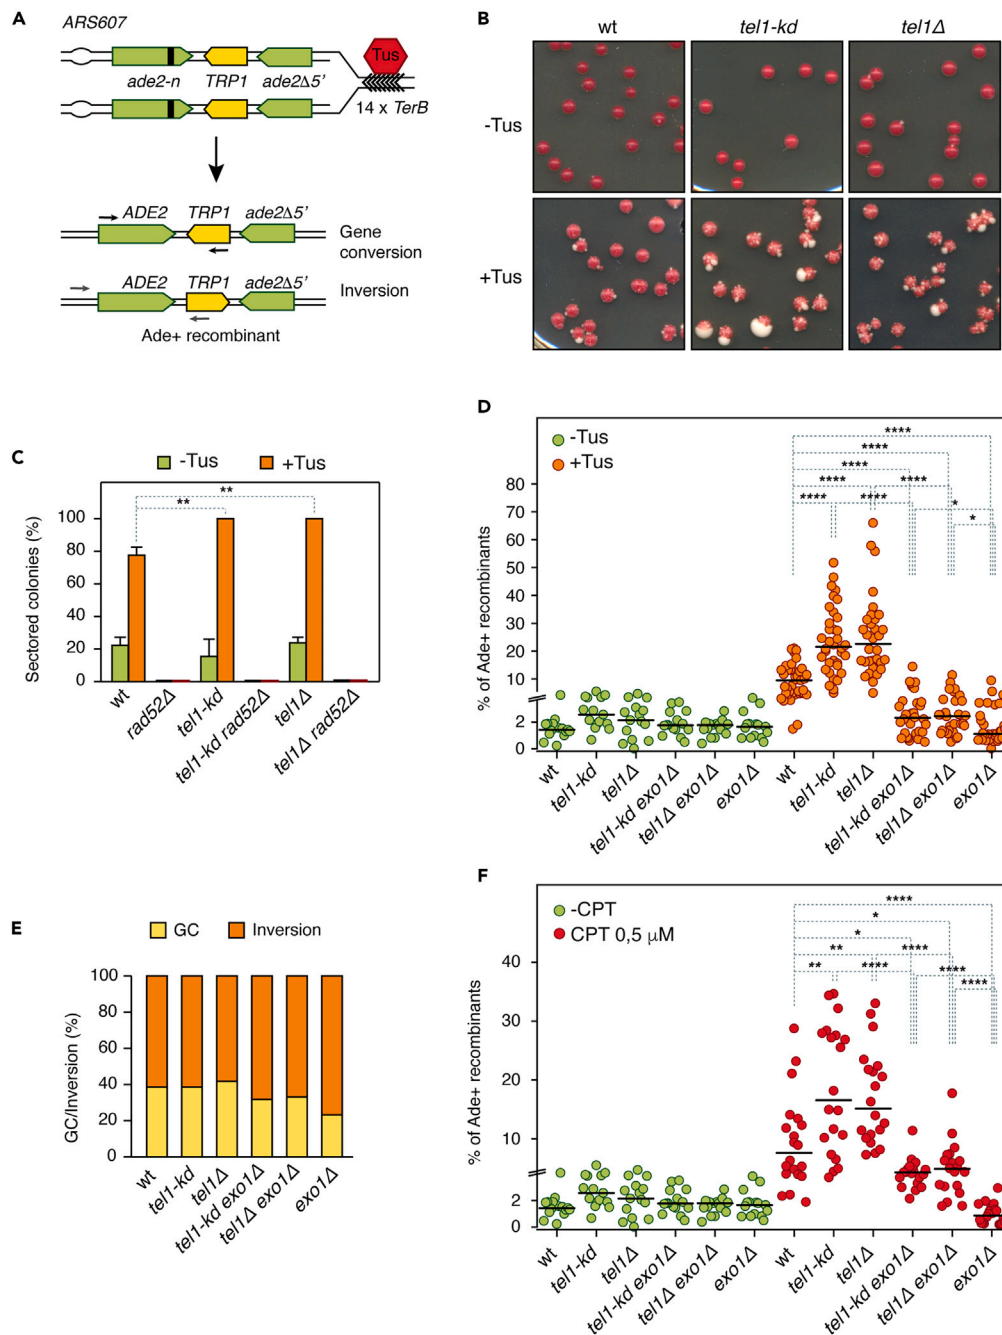 A
ARS607
Tus
ade2-n TRP1 ade2Δ5'
14 x TerB
ADE2 TRP1 ade2Δ5'
Gene
conversion
ADE2 TRP1 ade2Δ5'
Inversion
Ade+ recombinant
B
wt tel1-kd tel1Δ
-Tus
+Tus
C
-Tus +Tus
**
**
Sectored colonies (%)
100
80
60
40
20
0
wt
rad52Δ
tel1-kd
tel1-kd rad52Δ
tel1Δ
tel1Δ rad52Δ
D
-Tus
+Tus
****
****
****
**** ****
**** **** *
*
% of Ade+ recombinants
80
70
60
50
40
30
20
10
2
0
wt
tel1-kd
tel1Δ
tel1-kd exo1Δ
tel1Δ exo1Δ
exo1Δ
wt
tel1-kd
tel1Δ
tel1-kd exo1Δ
tel1Δ exo1Δ
exo1Δ
E
GC Inversion
GC/Inversion (%)
100
80
60
40
20
0
wt
tel1-kd
tel1Δ
tel1-kd exo1Δ
tel1Δ exo1Δ
exo1Δ
F
-CPT
CPT 0,5 μM
****
*
*
** ****
** **** ****
****
% of Ade+ recombinants
40
30
20
10
2
0
wt
tel1-kd
tel1Δ
tel1-kd exo1Δ
tel1Δ exo1Δ
exo1Δ
wt
tel1-kd
tel1Δ
tel1-kd exo1Δ
tel1Δ exo1Δ
exo1Δ